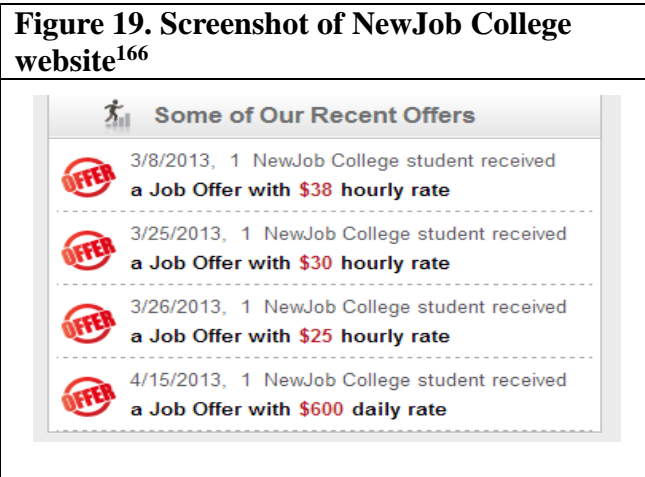 Figure 19. Screenshot of NewJob College
website166
Some of Our Recent Offers
OFFER
3/8/2013, 1 NewJob College student received
a Job Offer with $38 hourly rate
OFFER
3/25/2013, 1 NewJob College student received
a Job Offer with $30 hourly rate
OFFER
3/26/2013, 1 NewJob College student received
a Job Offer with $25 hourly rate
OFFER
4/15/2013, 1 NewJob College student received
a Job Offer with $600 daily rate